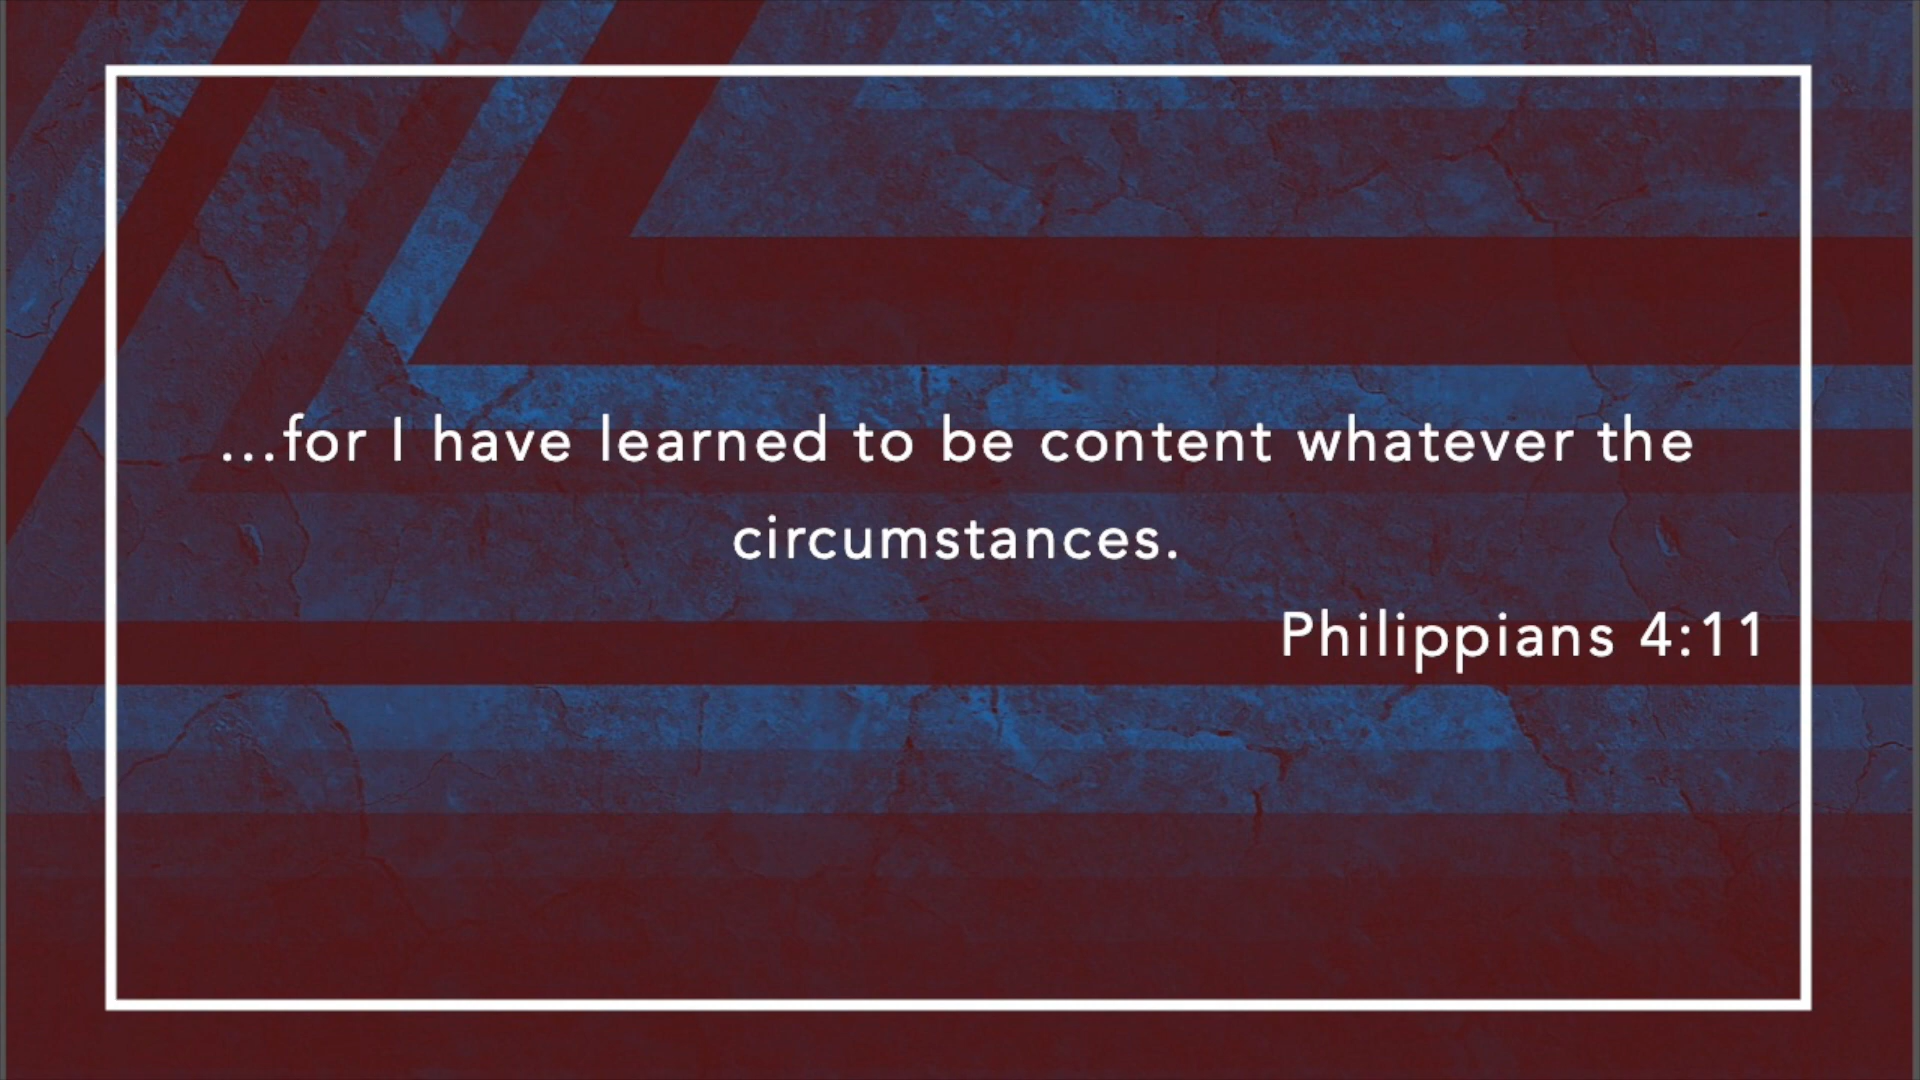 ...for I have learned to be content whatever the
circumstances.
Philippians 4:11